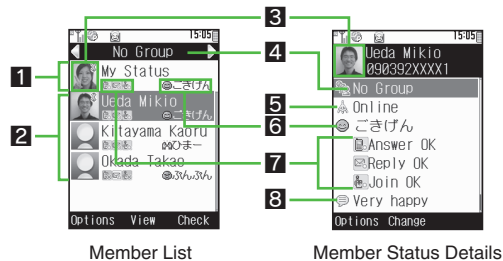 15:05
No Group
My Status
ごきげん
Ueda Mikio
ごきげん
Kitayama Kaoru
ひまー
Okada Takao
ぷんぷん
Options View Check
Member List
1
2
3
4
5
6
7
8
15:05
Ueda Mikio
090392XXXX1
No Group
Online
ごきげん
Answer OK
Reply OK
Join OK
Very happy
Options Change
Member Status Details